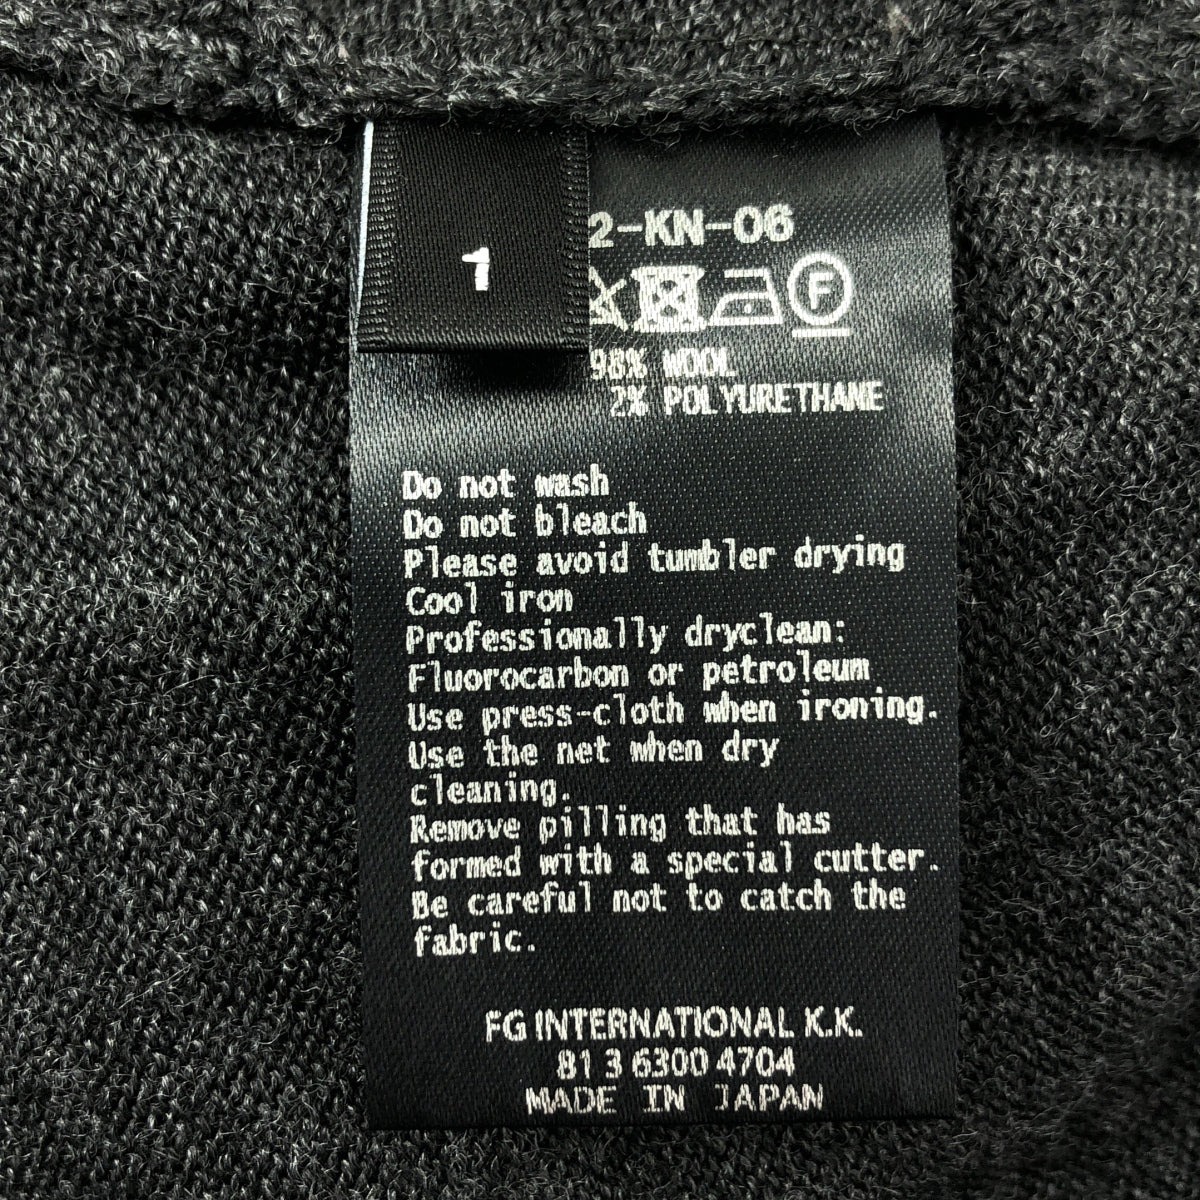 1
2-KN-06
F
98% WOOL
2% POLYURETHANE
Do not wash
Do not bleach
Please avoid tumbler drying
Cool iron
Professionally dryclean:
Fluorocarbon or petroleum
Use press-cloth when ironing.
Use the net when dry
cleaning.
Remove pilling that has
formed with a special cutter.
Be careful not to catch the
fabric.
FG INTERNATIONAL K.K.
81 3 6300 4704
MADE IN JAPAN